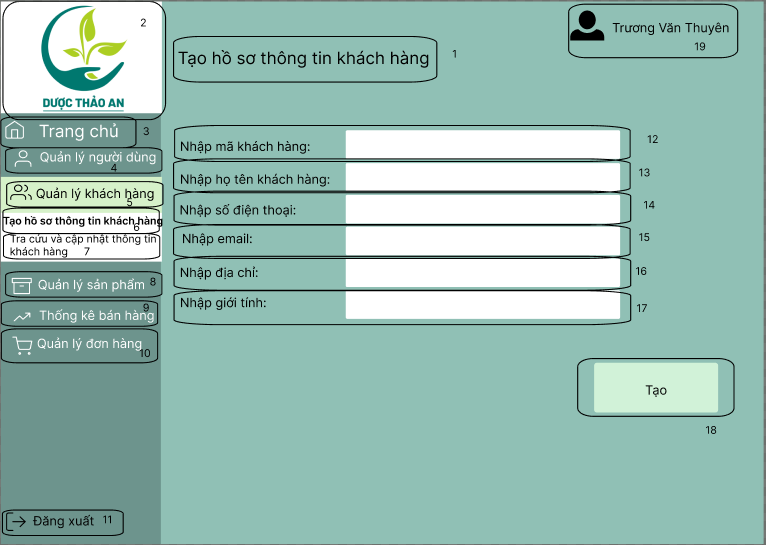 2
DƯỢC THẢO AN
Trang chủ 3
Quản lý người dùng
4
Quản lý khách hàng
5
Tạo hồ sơ thông tin khách hàng
6
Tra cứu và cập nhật thông tin
khách hàng 7
Quản lý sản phẩm 8
9
Thống kê bán hàng
Quản lý đơn hàng
10
Đăng xuất 11
Tạo hồ sơ thông tin khách hàng 1
Trương Văn Thuyên
19
Nhập mã khách hàng: 12
Nhập họ tên khách hàng: 13
Nhập số điện thoại: 14
Nhập email: 15
Nhập địa chỉ: 16
Nhập giới tính: 17
Tạo
18